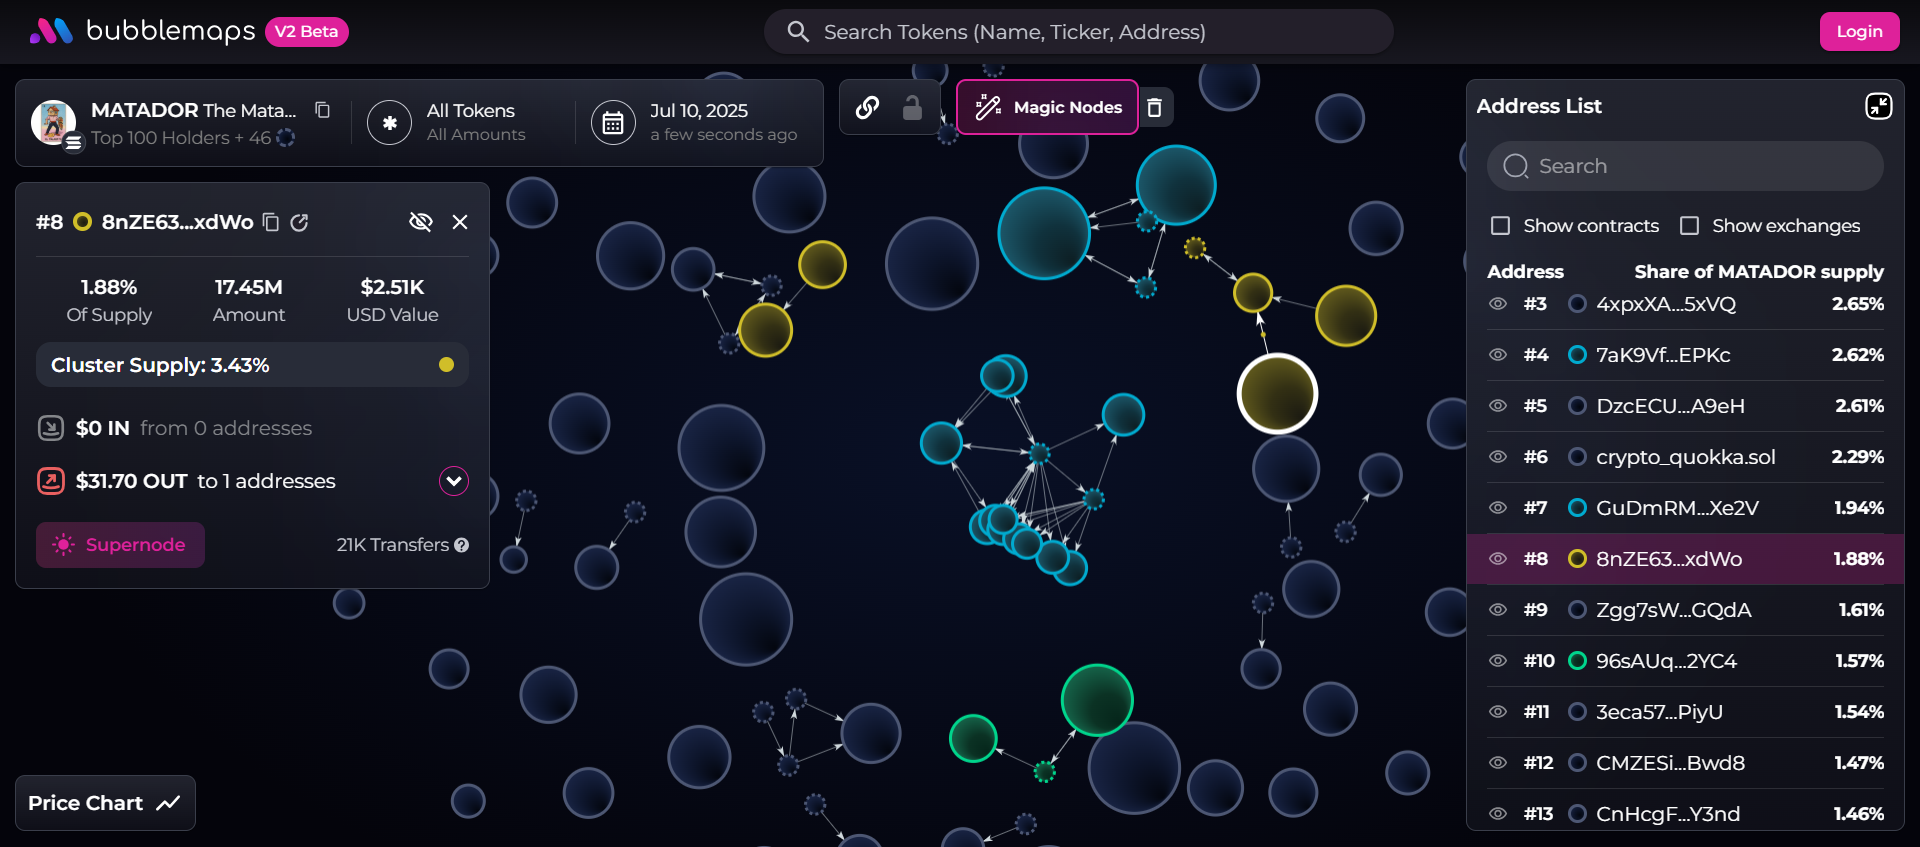 bubblemaps V2 Beta
Search Tokens (Name, Ticker, Address)
Login
MATADOR The Mata...
Top 100 Holders + 46
All Tokens
All Amounts
Jul 10, 2025
a few seconds ago
Magic Nodes
#8 8nZE63...xdWo
1.88% 17.45M $2.51K
Of Supply Amount USD Value
Cluster Supply: 3.43%
$0 IN from 0 addresses
$31.70 OUT to 1 addresses
Supernode 21K Transfers ?
Price Chart
Address List
Search
Show contracts Show exchanges
Address Share of MATADOR supply
#3 4xpxXA...5xVQ 2.65%
#4 7aK9Vf...EPKc 2.62%
#5 DzcECU...A9eH 2.61%
#6 crypto_quokka.sol 2.29%
#7 GuDmRM...Xe2V 1.94%
#8 8nZE63...xdWo 1.88%
#9 Zgg7sW...GQdA 1.61%
#10 96sAUq...2YC4 1.57%
#11 3eca57...PiyU 1.54%
#12 CMZESi...Bwd8 1.47%
#13 CnHcgF...Y3nd 1.46%